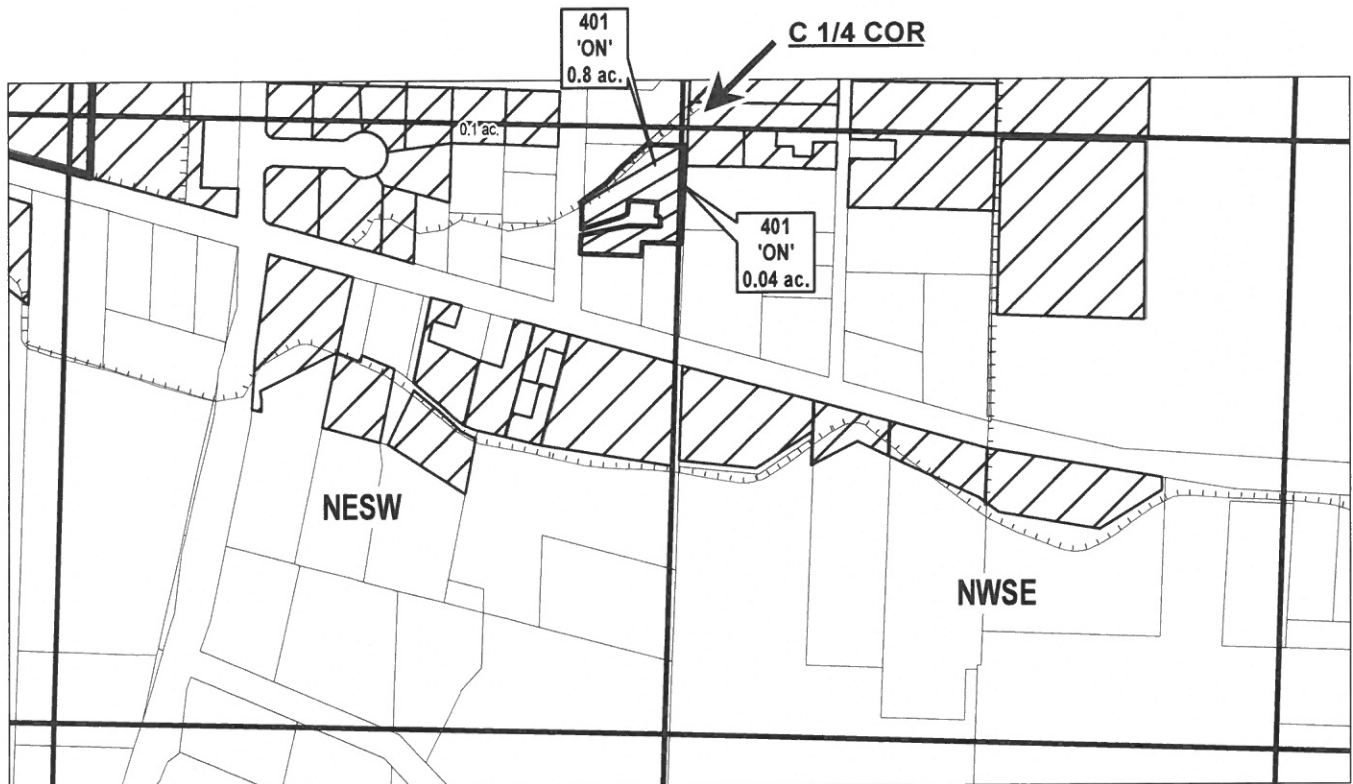 401
'ON'
0.8 ac.
C 1/4 COR
0.1 ac.
401
'ON'
0.04 ac.
NESW
NWSE